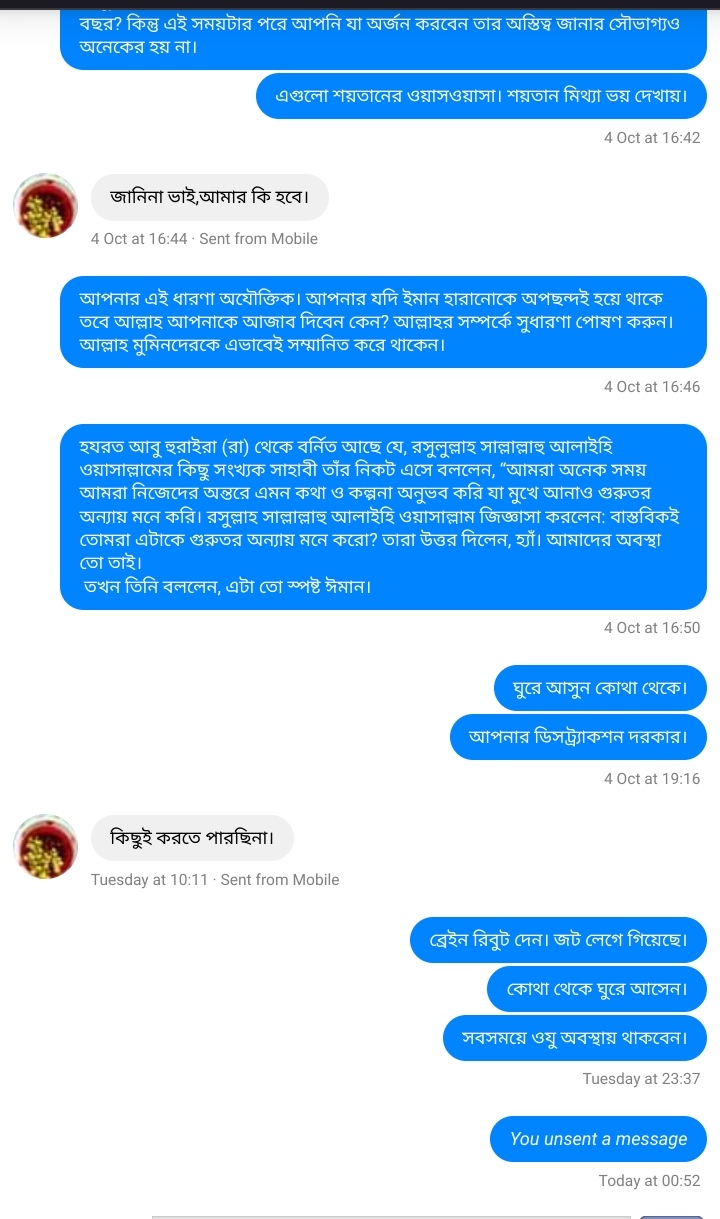 বছর? কিন্তু এই সময়টার পরে আপনি যা অর্জন করবেন তার অস্তিত্ব জানার সৌভাগ্যও
অনেকের হয় না।
এগুলো শয়তানের ওয়াসওয়াসা। শয়তান মিথ্যা ভয় দেখায়।
4 Oct at 16:42
জানিনা ভাই,আমার কি হবে।
4 Oct at 16:44 · Sent from Mobile
আপনার এই ধারণা অযৌক্তিক। আপনার যদি ইমান হারানোকে অপছন্দই হয়ে থাকে
তবে আল্লাহ আপনাকে আজাব দিবেন কেন? আল্লাহর সম্পর্কে সুধারণা পোষণ করুন।
আল্লাহ মুমিনদেরকে এভাবেই সম্মানিত করে থাকেন।
4 Oct at 16:46
হযরত আবু হুরাইরা (রা) থেকে বর্নিত আছে যে, রসুলুল্লাহ সাল্লাল্লাহু আলাইহি
ওয়াসাল্লামের কিছু সংখ্যক সাহাবী তাঁর নিকট এসে বললেন, “আমরা অনেক সময়
আমরা নিজেদের অন্তরে এমন কথা ও কল্পনা অনুভব করি যা মুখে আনাও গুরুতর
অন্যায় মনে করি। রসুল্লাহ সাল্লাল্লাহু আলাইহি ওয়াসাল্লাম জিজ্ঞাসা করলেন: বাস্তবিকই
তোমরা এটাকে গুরুতর অন্যায় মনে করো? তারা উত্তর দিলেন, হ্যাঁ। আমাদের অবস্থা
তো তাই।
তখন তিনি বললেন, এটা তো স্পষ্ট ঈমান।
4 Oct at 16:50
ঘুরে আসুন কোথা থেকে।
আপনার ডিসট্র্যাকশন দরকার।
4 Oct at 19:16
কিছুই করতে পারছিনা।
Tuesday at 10:11 · Sent from Mobile
ব্রেইন রিবুট দেন। জট লেগে গিয়েছে।
কোথা থেকে ঘুরে আসেন।
সবসময়ে ওযু অবস্থায় থাকবেন।
Tuesday at 23:37
You unsent a message
Today at 00:52